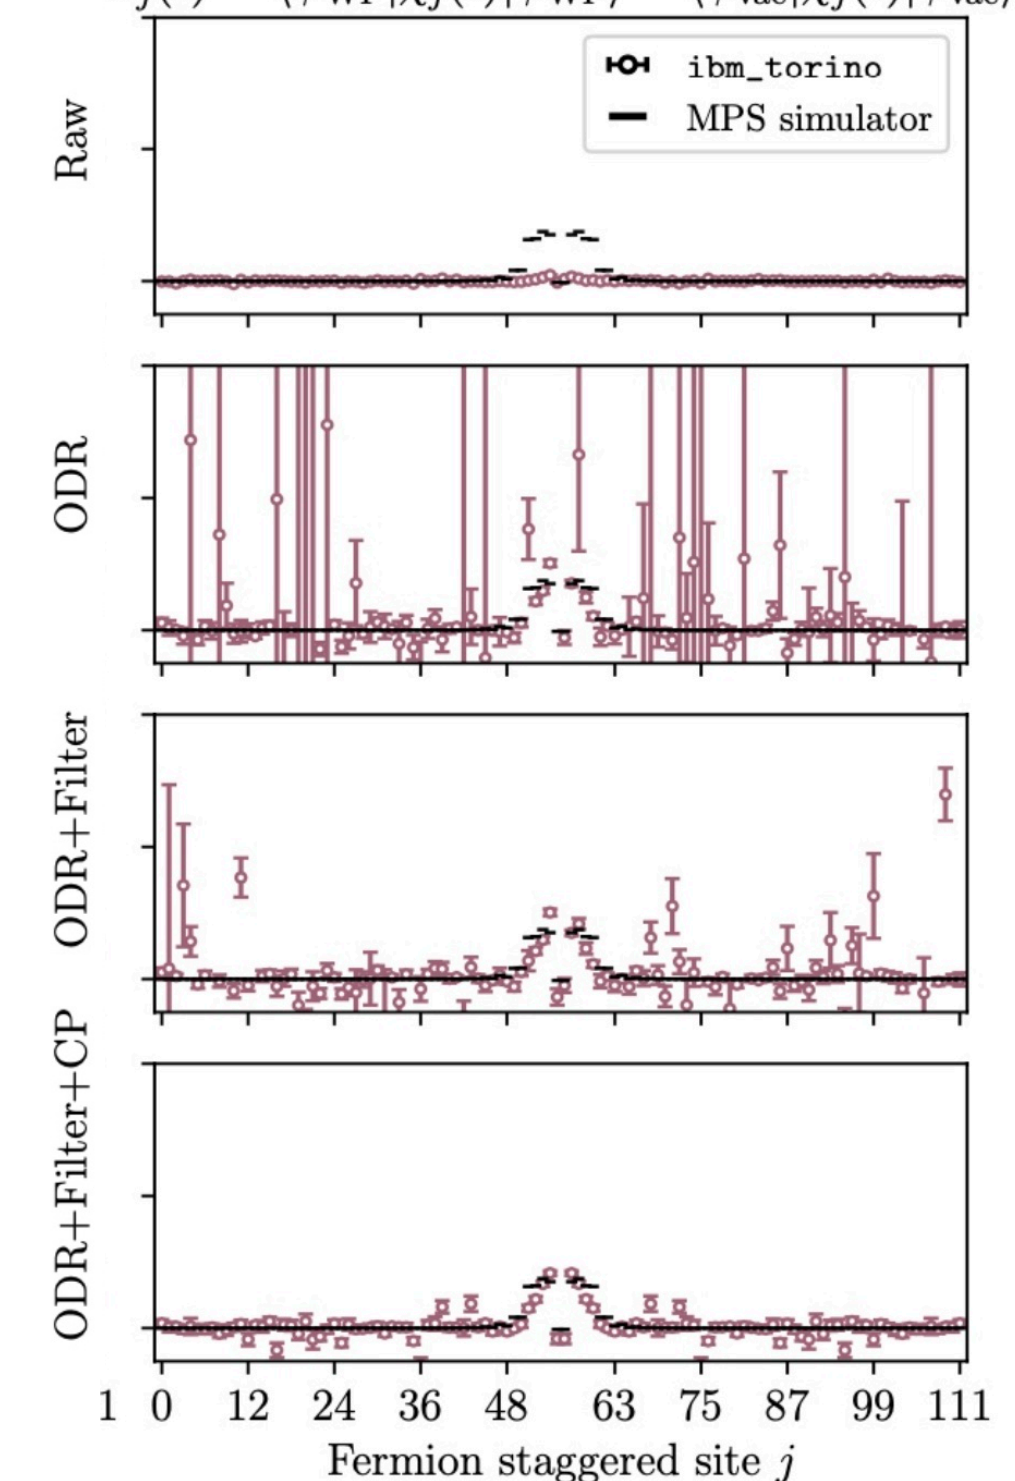 Raw
ibm_torino
MPS simulator
ODR
ODR+Filter
ODR+Filter+CP
1 0 12 24 36 48 63 75 87 99 111
Fermion staggered site j